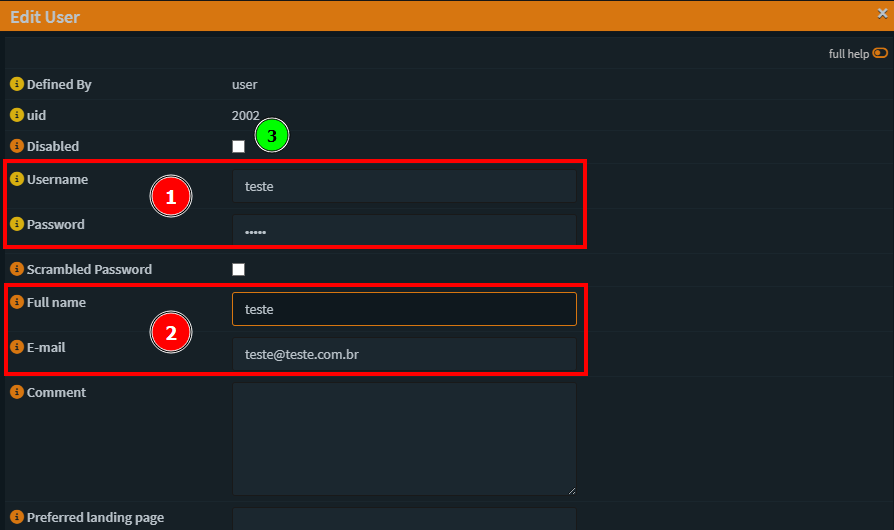 Edit User ×
full help
Defined By user
uid 2002
3
Disabled
Username teste
1
Password •••••
Scrambled Password
Full name teste
2
E-mail teste@teste.com.br
Comment
Preferred landing page